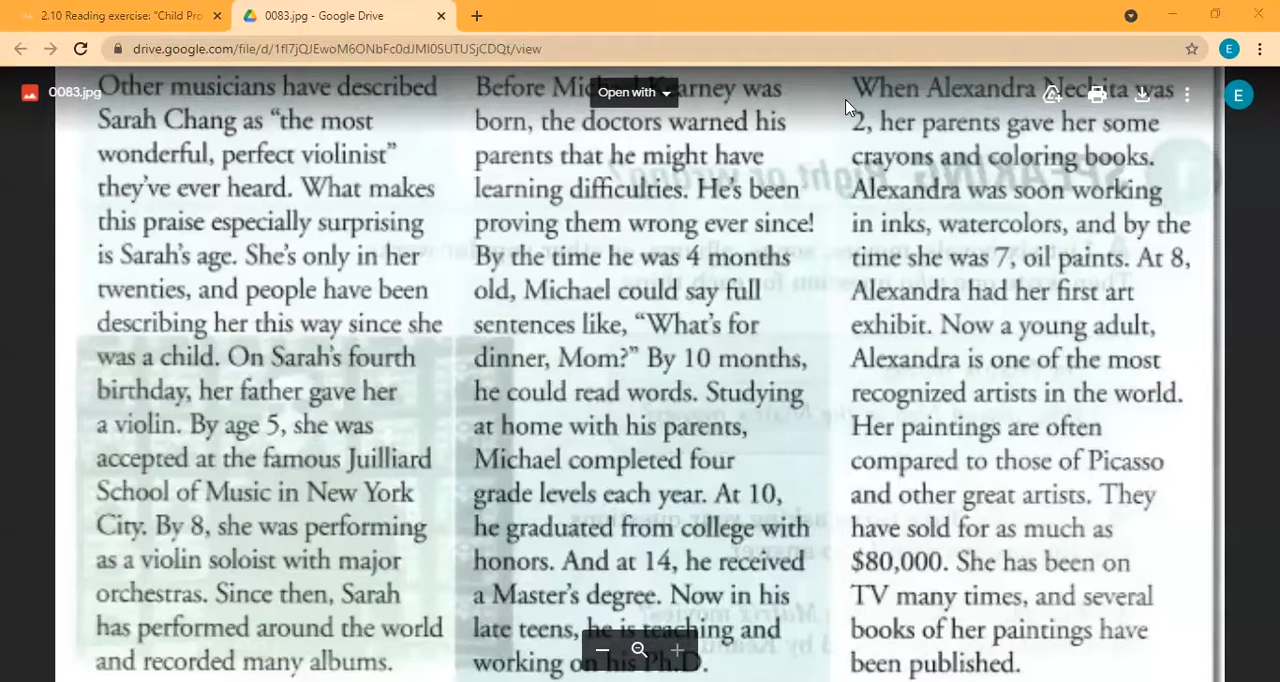 2.10 Reading exercise: "Child Pro
0083.jpg - Google Drive
drive.google.com/file/d/1fl7jQJEwoM6ONbFc0dJMI0SUTUSjCDQt/view
E
0083.jpg
Open with
E
Other musicians have described
Sarah Chang as “the most
wonderful, perfect violinist”
they’ve ever heard. What makes
this praise especially surprising
is Sarah’s age. She’s only in her
twenties, and people have been
describing her this way since she
was a child. On Sarah’s fourth
birthday, her father gave her
a violin. By age 5, she was
accepted at the famous Juilliard
School of Music in New York
City. By 8, she was performing
as a violin soloist with major
orchestras. Since then, Sarah
has performed around the world
and recorded many albums.
Before Mic arney was
born, the doctors warned his
parents that he might have
learning difficulties. He’s been
proving them wrong ever since!
By the time he was 4 months
old, Michael could say full
sentences like, “What’s for
dinner, Mom?” By 10 months,
he could read words. Studying
at home with his parents,
Michael completed four
grade levels each year. At 10,
he graduated from college with
honors. And at 14, he received
a Master’s degree. Now in his
late teens, he is teaching and
working on his Ph.D.
When Alexandra Nechita was
2, her parents gave her some
crayons and coloring books.
Alexandra was soon working
in inks, watercolors, and by the
time she was 7, oil paints. At 8,
Alexandra had her first art
exhibit. Now a young adult,
Alexandra is one of the most
recognized artists in the world.
Her paintings are often
compared to those of Picasso
and other great artists. They
have sold for as much as
$80,000. She has been on
TV many times, and several
books of her paintings have
been published.